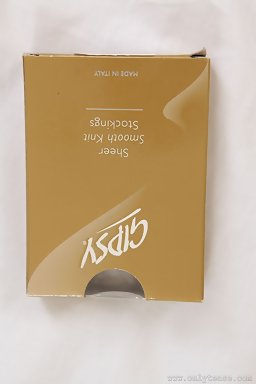 GIPSY®
Sheer
Smooth Knit
Stockings
MADE IN ITALY
www.onlytease.com